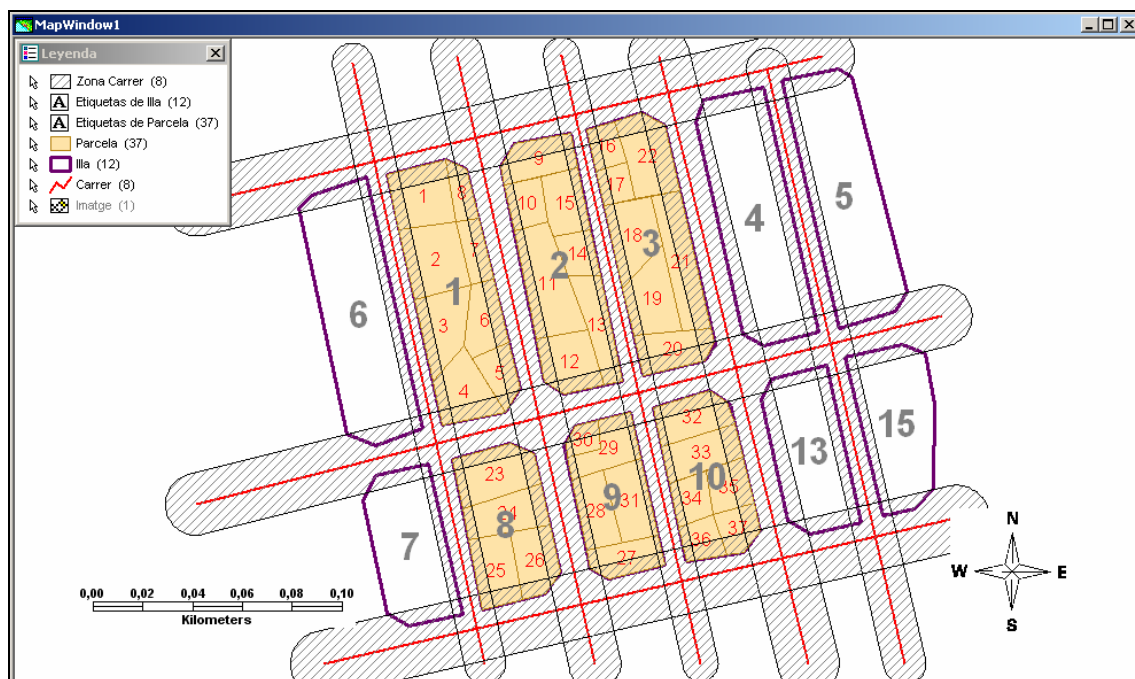 MapWindow1
Leyenda
Zona Carrer (8)
A Etiquetas de Illa (12)
A Etiquetas de Parcela (37)
Parcela (37)
Illa (12)
Carrer (8)
Imatge (1)
1 8
2 7
1
3 6
4 5
9
10 15
2 14
11
13
12
16 22
17
18 3
21
19
20
4
5
6
7
23
24
8
25 26
30 29
9
28 31
27
32
33
10
34 35
36 37
13
15
0,00 0,02 0,04 0,06 0,08 0,10
Kilometers
N
W E
S